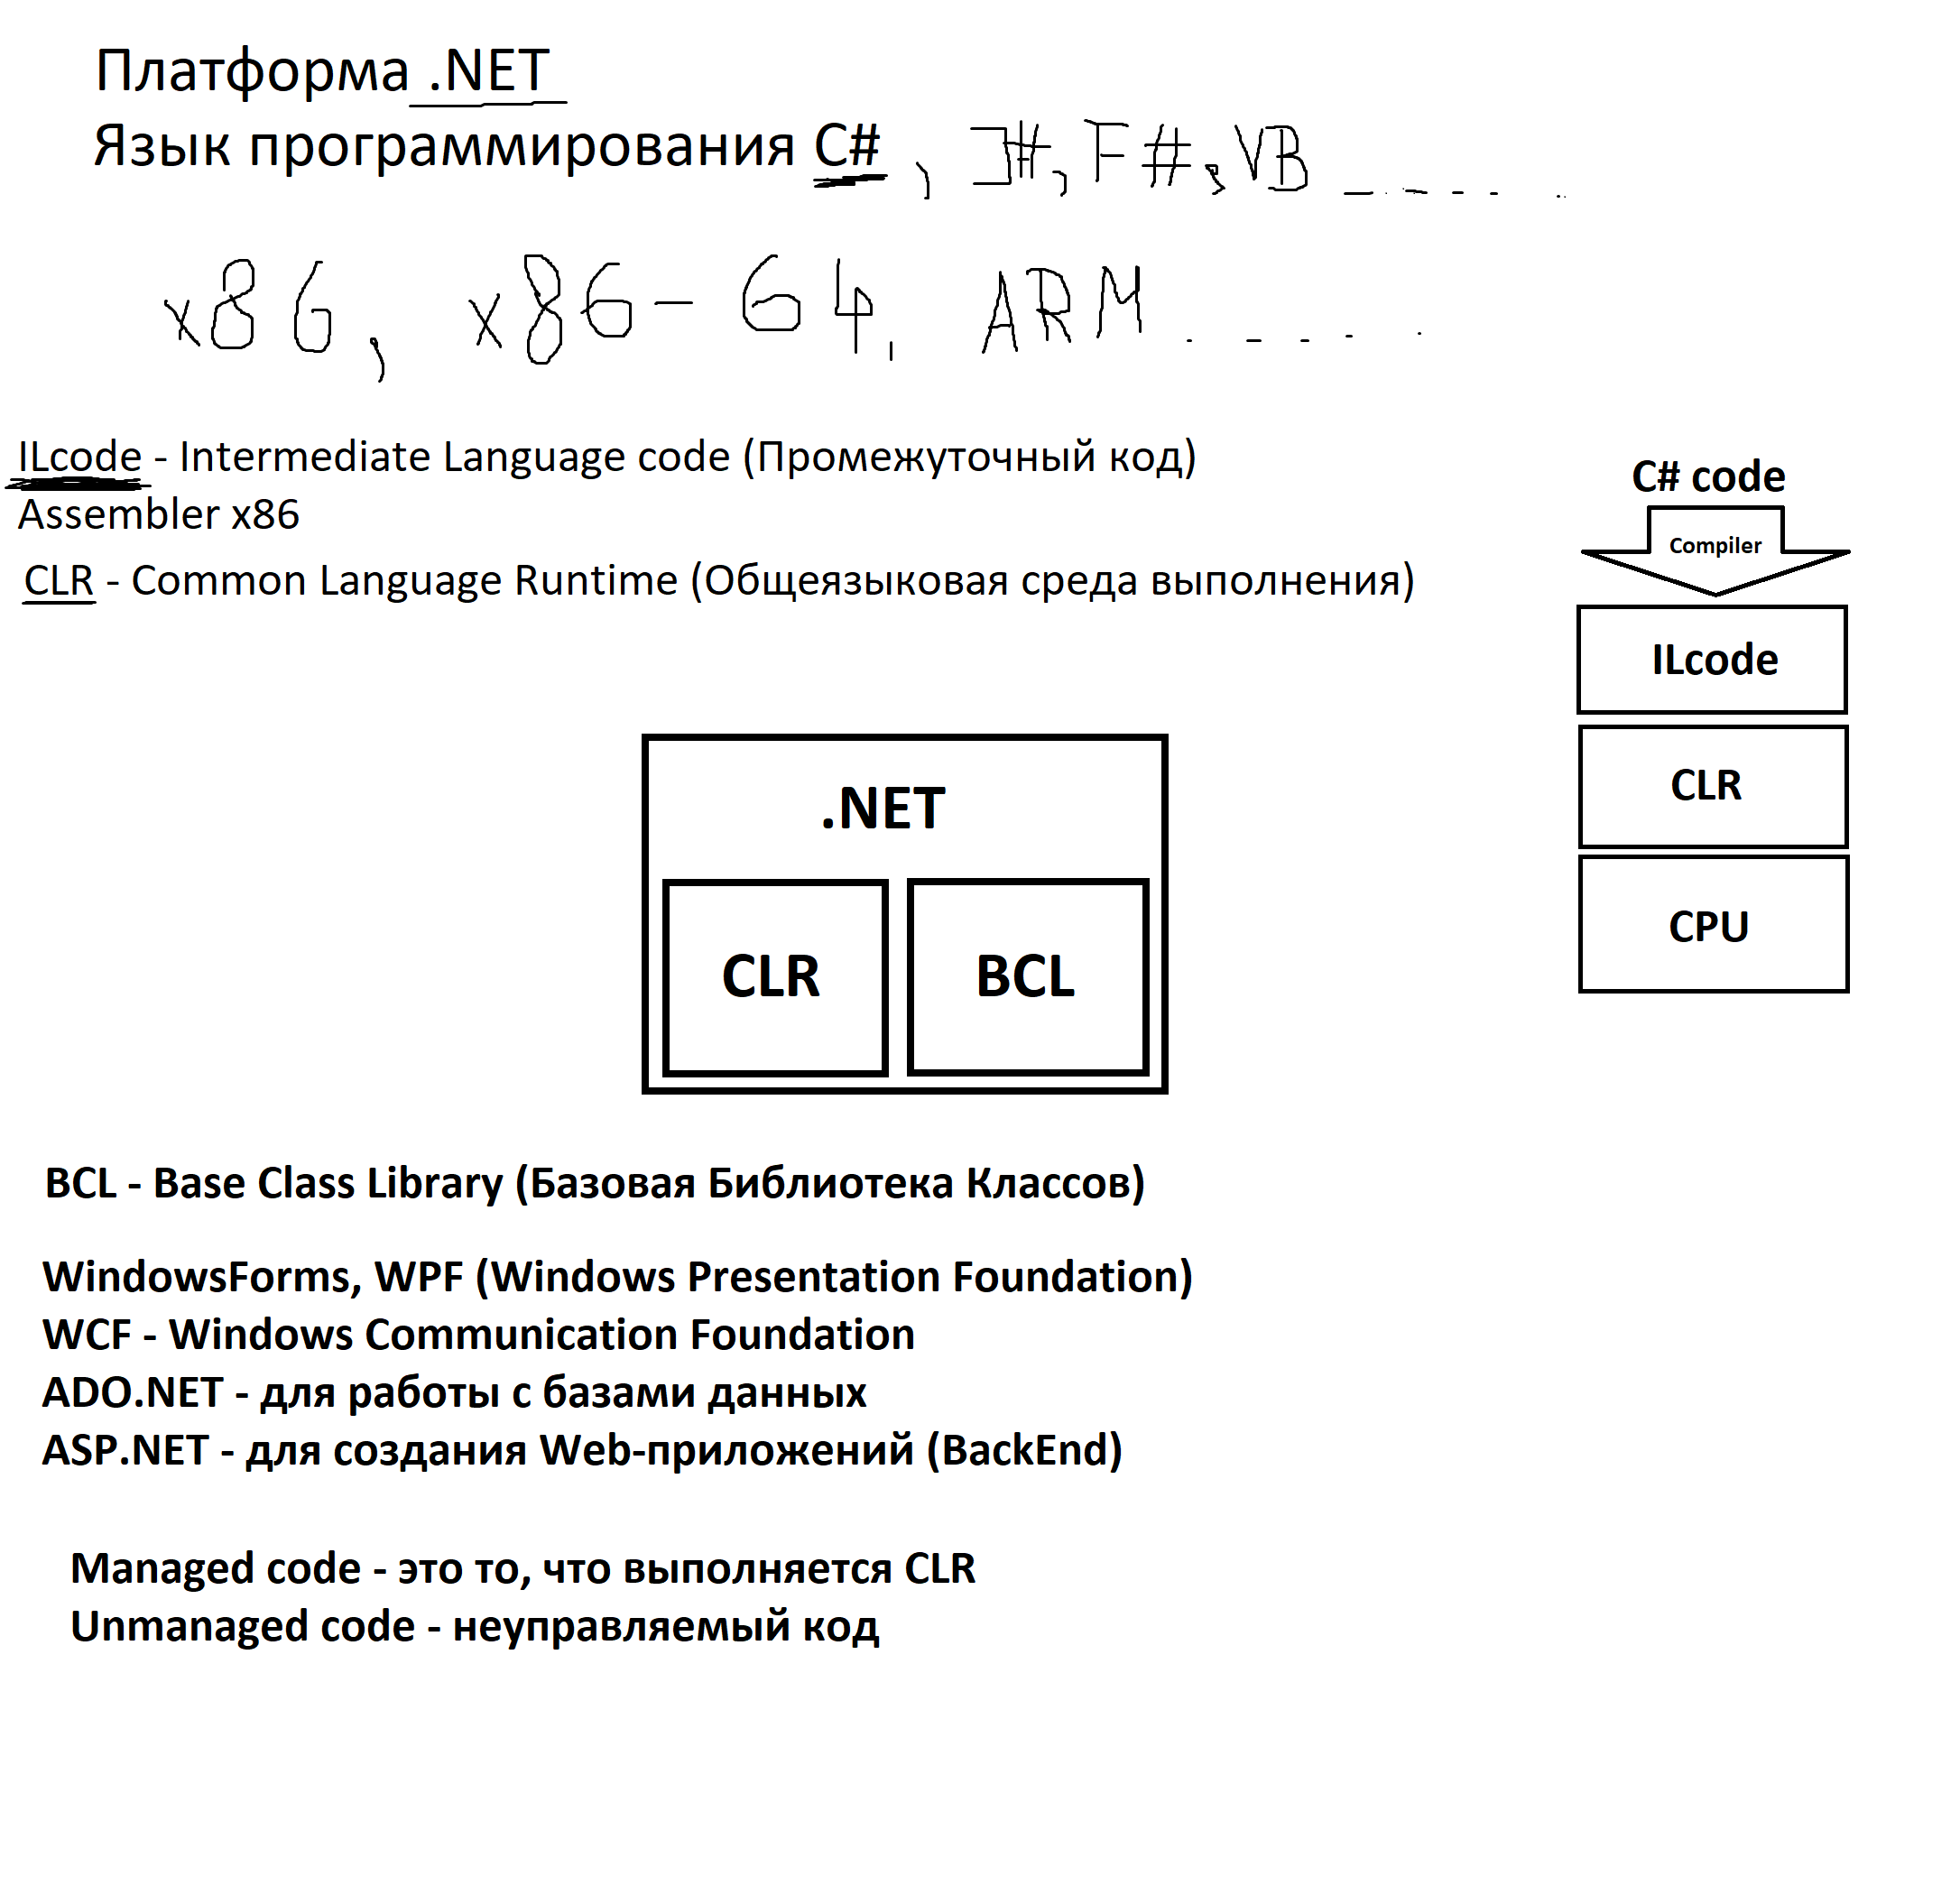 Платформа .NET
Язык программирования C# , J#, F#, VB _ . _ . _ . .
x86, x86-64, ARM . - - - .
ILcode - Intermediate Language code (Промежуточный код)
Assembler x86
CLR - Common Language Runtime (Общеязыковая среда выполнения)
C# code
Compiler
ILcode
CLR
CPU
.NET
CLR BCL
BCL - Base Class Library (Базовая Библиотека Классов)
WindowsForms, WPF (Windows Presentation Foundation)
WCF - Windows Communication Foundation
ADO.NET - для работы с базами данных
ASP.NET - для создания Web-приложений (BackEnd)
Managed code - это то, что выполняется CLR
Unmanaged code - неуправляемый код